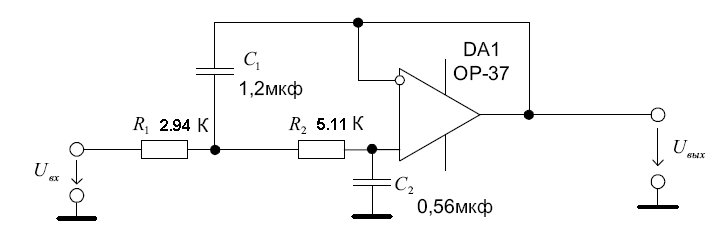 DA1
OP-37
C1
1,2мкф
R1 2.94 К
R2 5.11 К
Uвх
Uвых
C2
0,56мкф